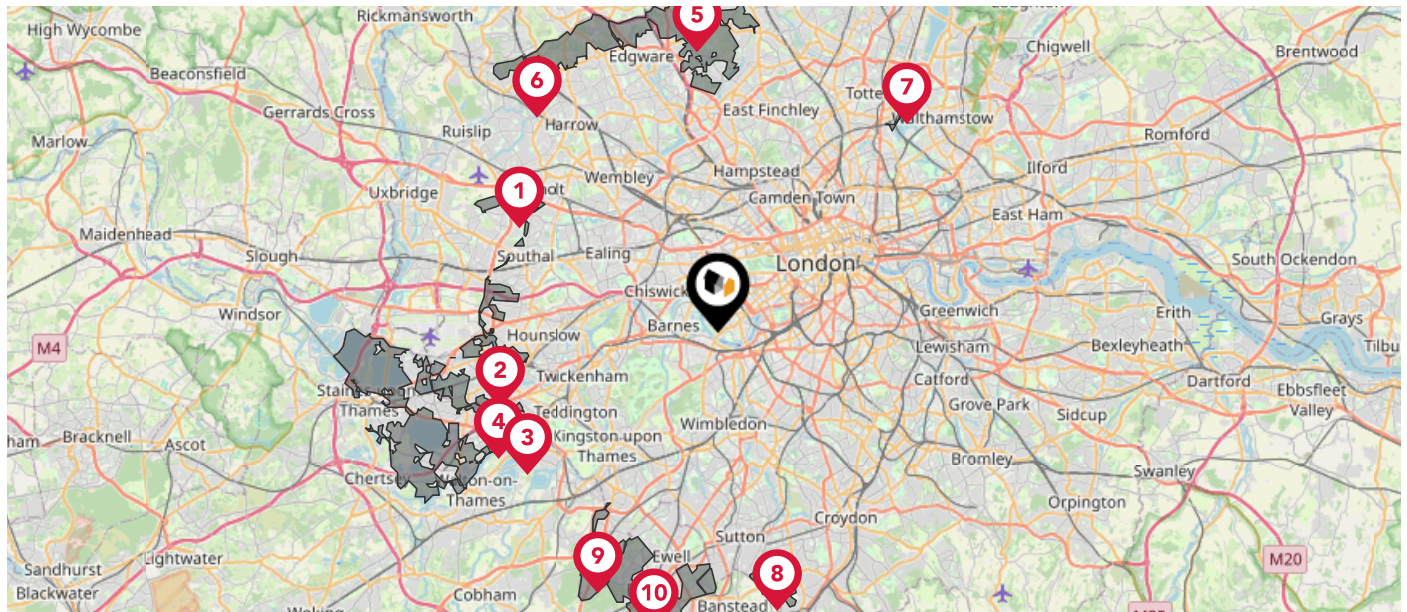 Rickmansworth
High Wycombe
5
Chigwell
Brentwood
Edgware
Beaconsfield
6
7
Gerrards Cross
East Finchley
Harrow
Walthamstow
Ruislip
Romford
Marlow
Hampstead
Ilford
Wembley
Uxbridge
1
Camden Town
East Ham
Maidenhead
Slough
Southal
Ealing
London
South Ockendon
Chiswick
Windsor
Barnes
Greenwich
Erith
Grays
Hounslow
M4
Lewisham
Bexleyheath
2
Twickenham
Catford
Dartford
Ebbsfleet
Valley
Thames
Teddington
Grove Park
Sidcup
4
3
Wimbledon
Bracknell
Ascot
Kingston upon
Thames
Bromley
Swanley
Thames
Orpington
Croydon
Sutton
9
Ewell
8
Lightwater
M20
Sandhurst
Blackwater
Cobham
10
Banstead